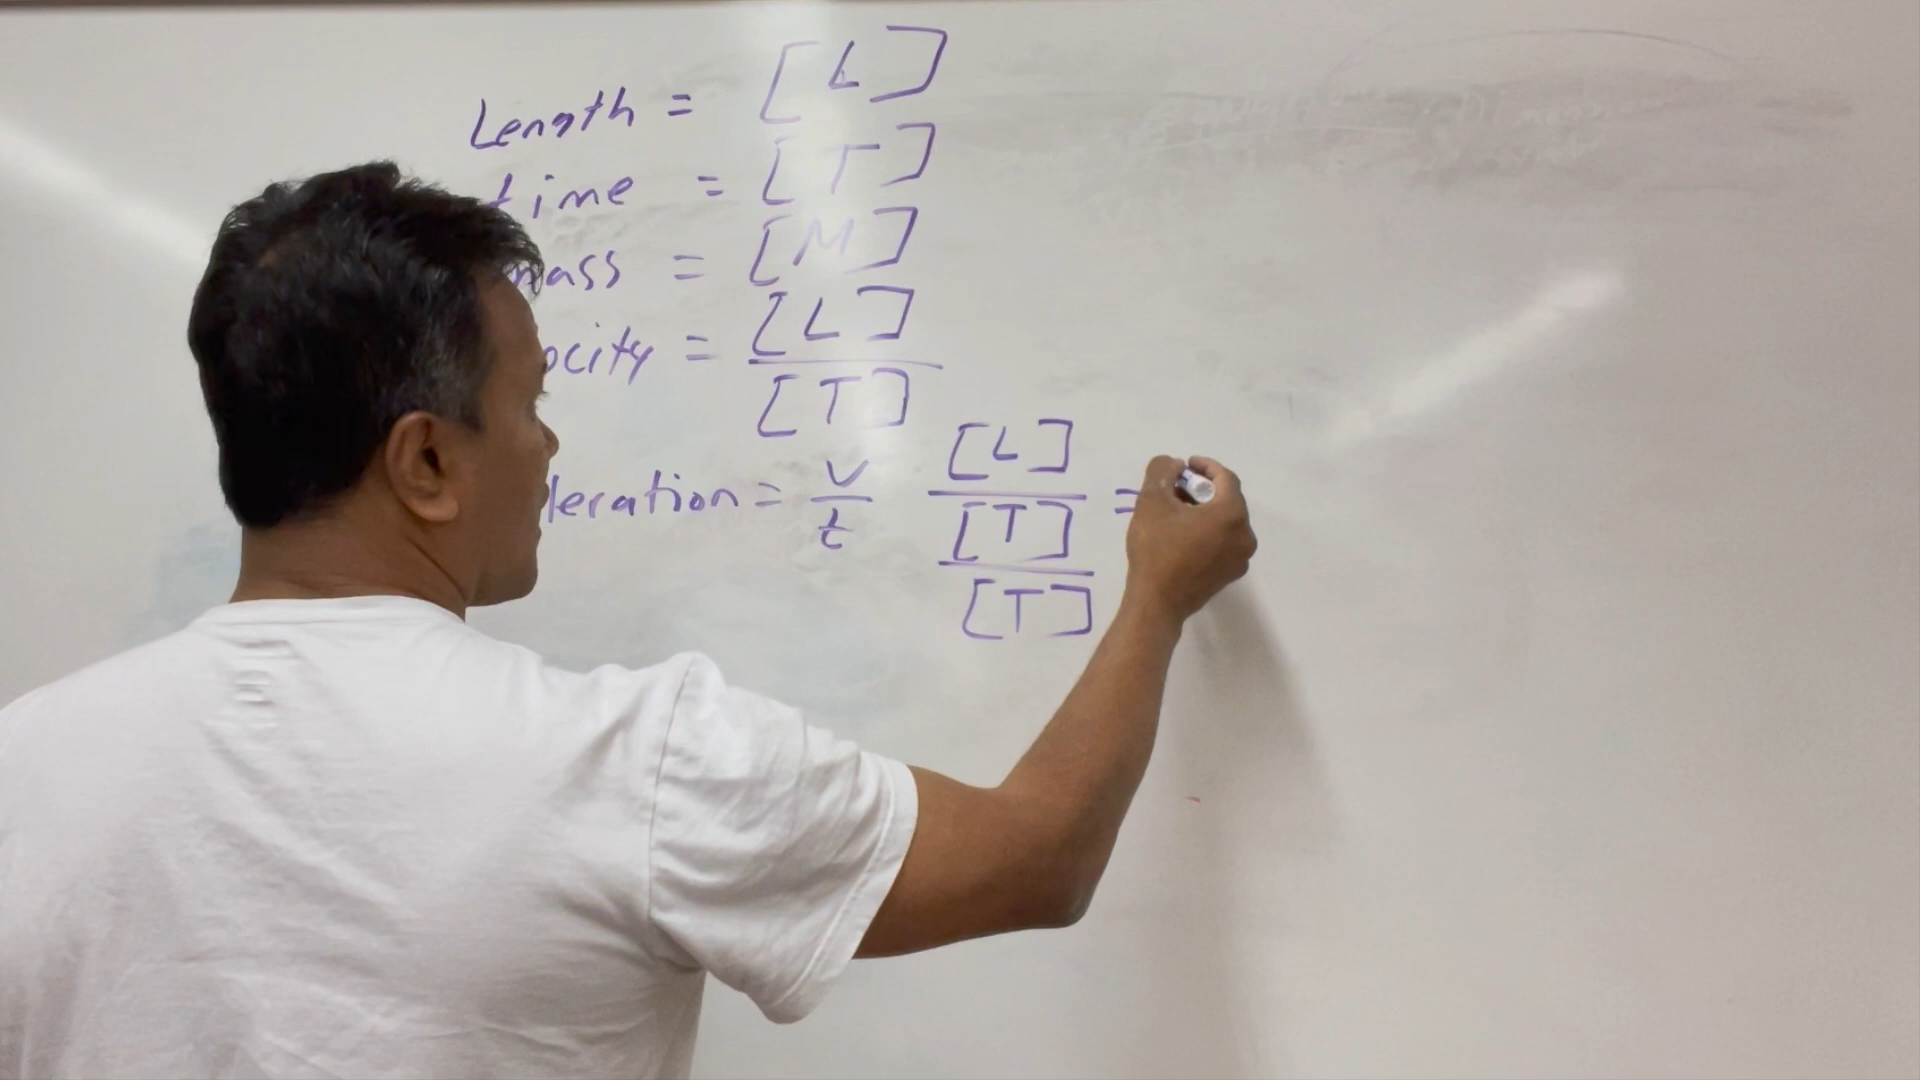 Length = [L]
time = [T]
mass = [M]
ocity = [L]
[T]
leration = v/t [L]/[T]/[T] =